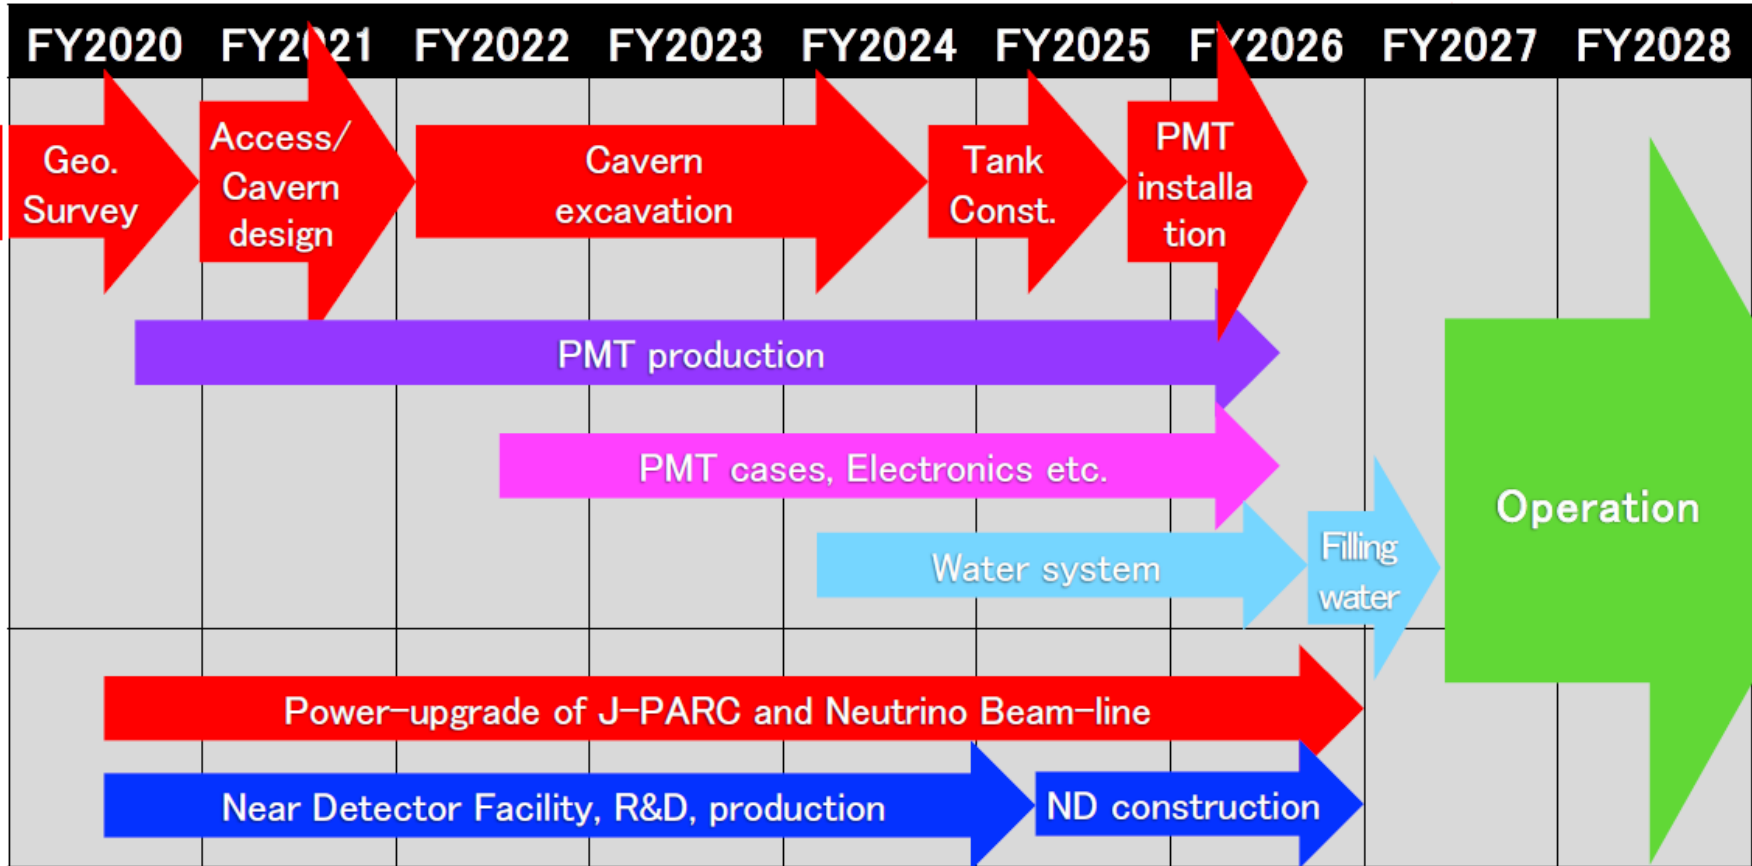 FY2020 FY2021 FY2022 FY2023 FY2024 FY2025 FY2026 FY2027 FY2028
Geo.
Survey
Access/
Cavern
design
Cavern
excavation
Tank
Const.
PMT
installa
tion
PMT production
PMT cases, Electronics etc.
Water system
Filling
water
Operation
Power-upgrade of J-PARC and Neutrino Beam-line
Near Detector Facility, R&D, production
ND construction